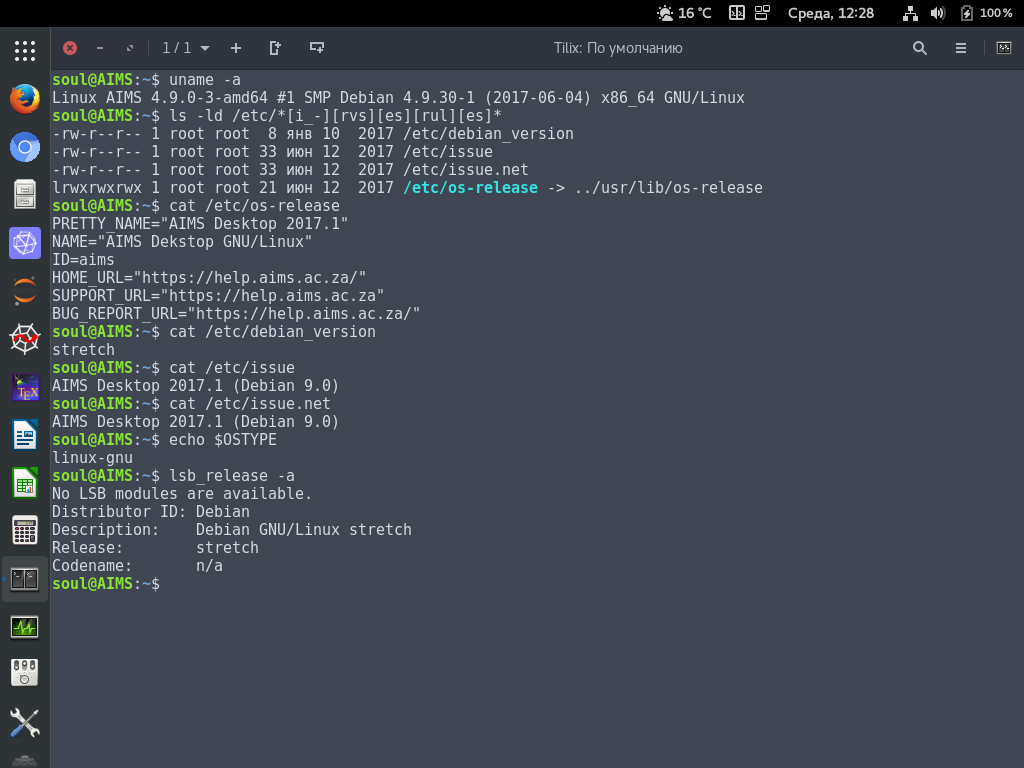 16 °C
Среда, 12:28
100 %
1 / 1
Tilix: По умолчанию
soul@AIMS:~$ uname -a
Linux AIMS 4.9.0-3-amd64 #1 SMP Debian 4.9.30-1 (2017-06-04) x86_64 GNU/Linux
soul@AIMS:~$ ls -ld /etc/*[i_-][rvs][es][rul][es]*
-rw-r--r-- 1 root root  8 янв 10  2017 /etc/debian_version
-rw-r--r-- 1 root root 33 июн 12  2017 /etc/issue
-rw-r--r-- 1 root root 33 июн 12  2017 /etc/issue.net
lrwxrwxrwx 1 root root 21 июн 12  2017 /etc/os-release -> ../usr/lib/os-release
soul@AIMS:~$ cat /etc/os-release
PRETTY_NAME="AIMS Desktop 2017.1"
NAME="AIMS Dekstop GNU/Linux"
ID=aims
HOME_URL="https://help.aims.ac.za/"
SUPPORT_URL="https://help.aims.ac.za"
BUG_REPORT_URL="https://help.aims.ac.za/"
soul@AIMS:~$ cat /etc/debian_version
stretch
soul@AIMS:~$ cat /etc/issue
AIMS Desktop 2017.1 (Debian 9.0)
soul@AIMS:~$ cat /etc/issue.net
AIMS Desktop 2017.1 (Debian 9.0)
soul@AIMS:~$ echo $OSTYPE
linux-gnu
soul@AIMS:~$ lsb_release -a
No LSB modules are available.
Distributor ID: Debian
Description:    Debian GNU/Linux stretch
Release:        stretch
Codename:       n/a
soul@AIMS:~$
TEX